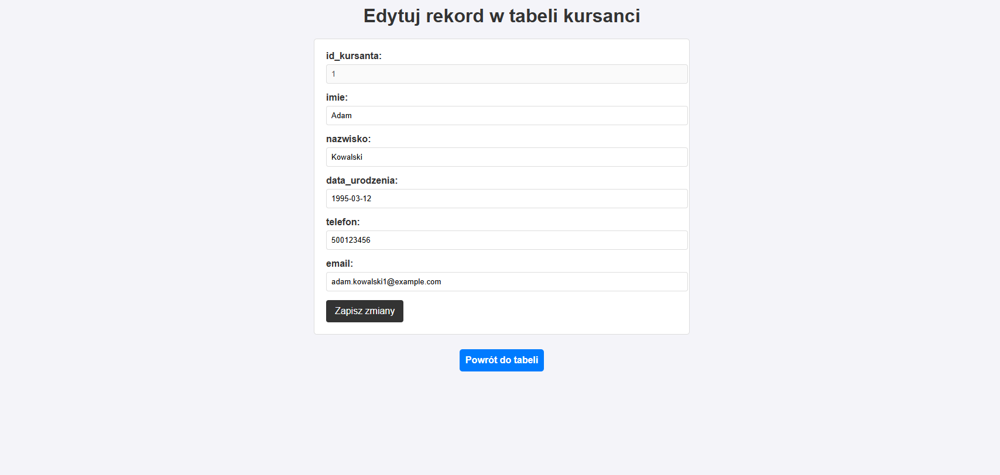 Edytuj rekord w tabeli kursanci
id_kursanta:
1
imie:
Adam
nazwisko:
Kowalski
data_urodzenia:
1995-03-12
telefon:
500123456
email:
adam.kowalski1@example.com
Zapisz zmiany
Powrót do tabeli